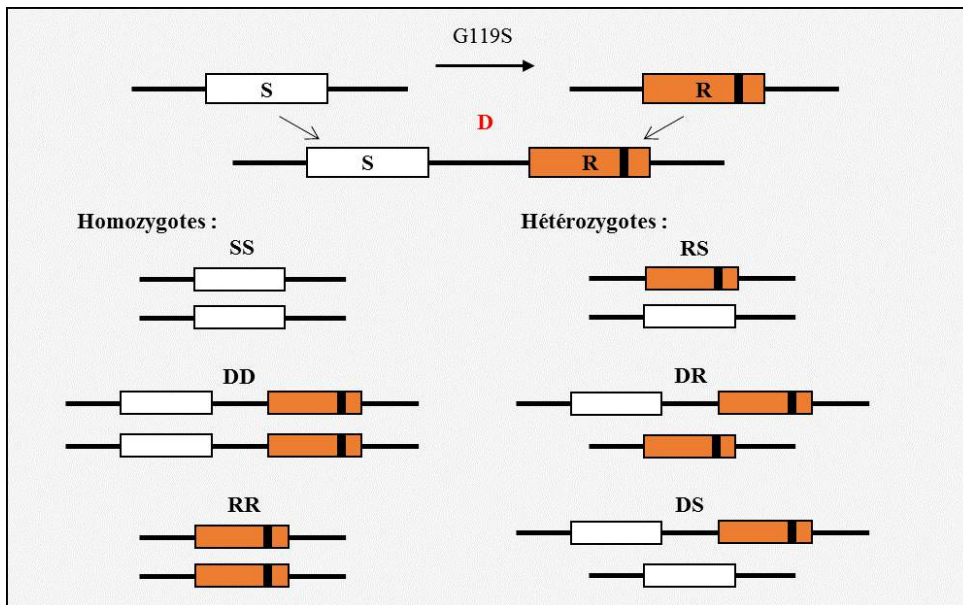 G119S
S R
D
S R
Homozygotes : Hétérozygotes :
SS RS
DD DR
RR DS